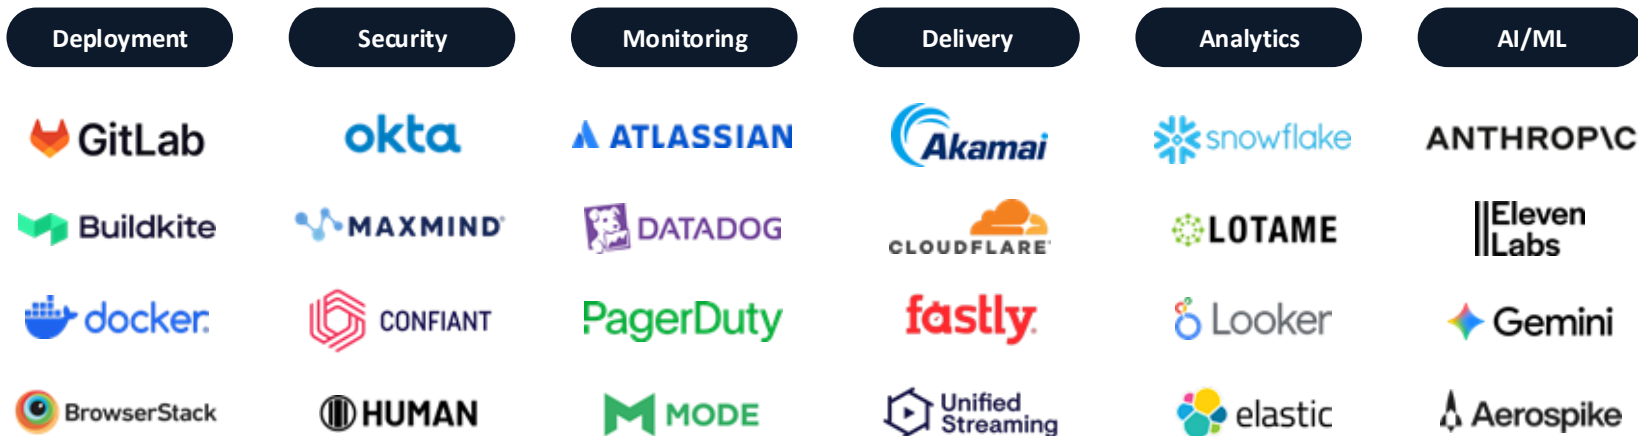 Deployment Security Monitoring Delivery Analytics AI/ML
GitLab okta ATLASSIAN Akamai snowflake ANTHROP\C
Buildkite MAXMIND DATADOG CLOUDFLARE LOTAME Eleven
Labs
docker CONFIANT PagerDuty fastly Looker Gemini
BrowserStack HUMAN MODE Unified
Streaming elastic Aerospike